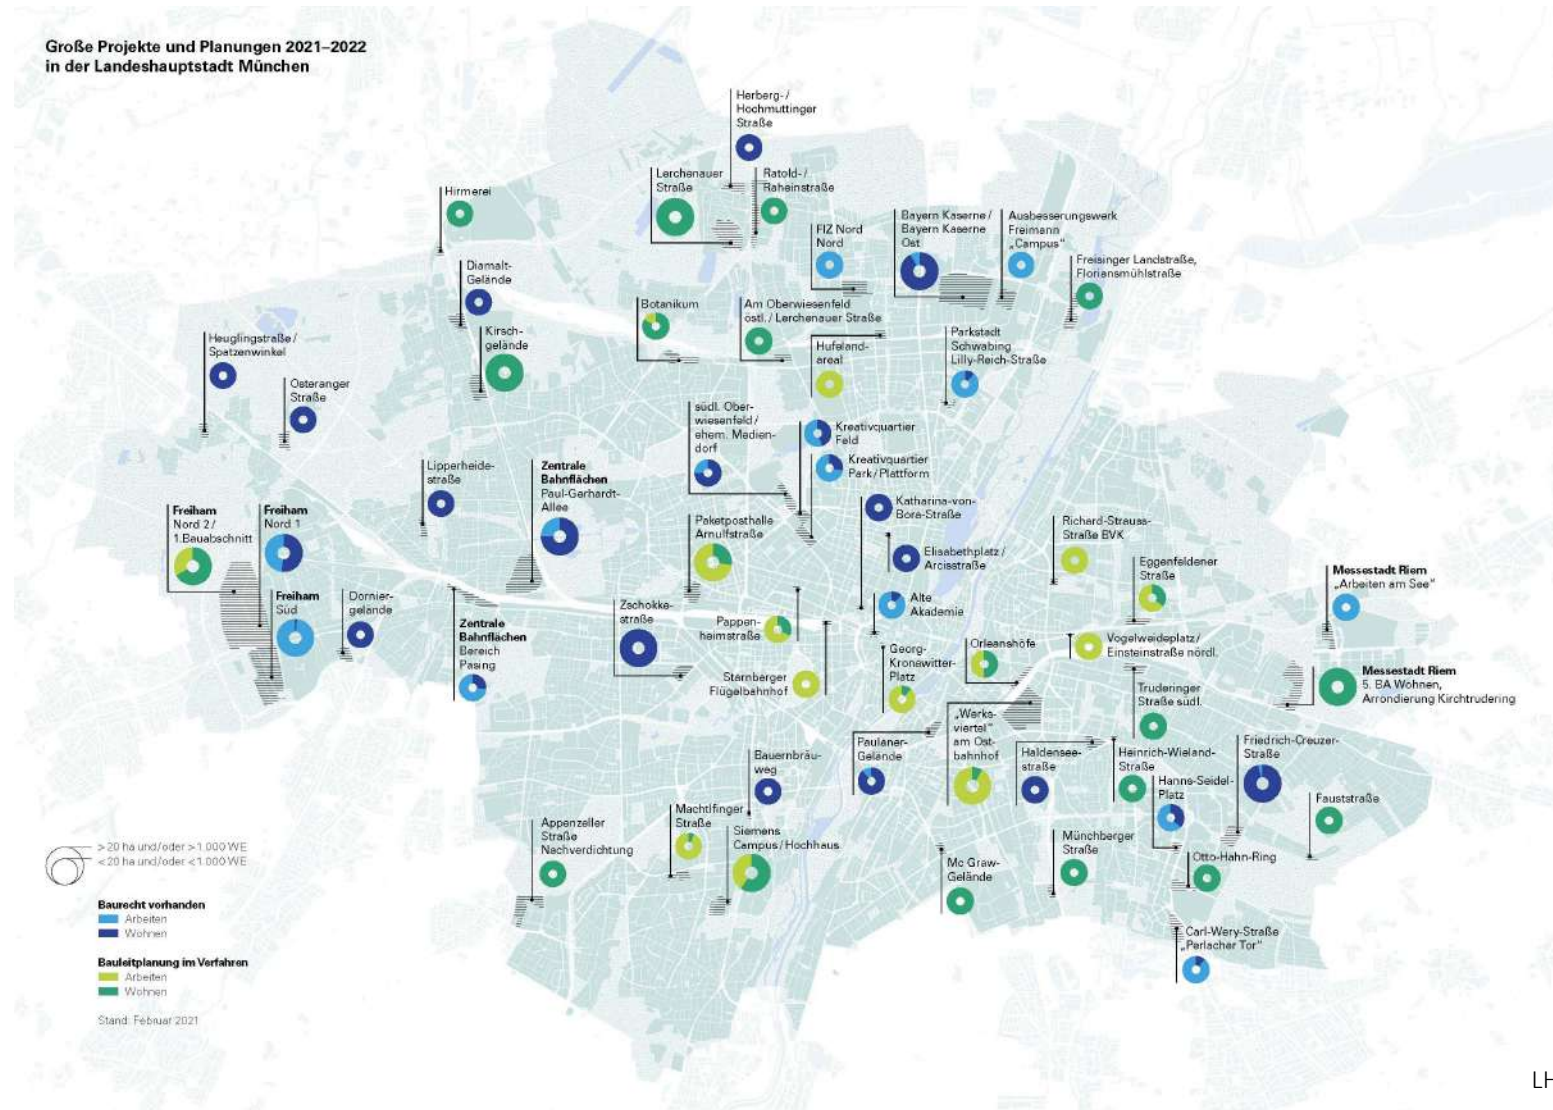 Große Projekte und Planungen 2021–2022
in der Landeshauptstadt München
Herberg-/
Hochmuttinger
Straße
Lerchenauer
Straße
Ratold-/
Raheinstraße
Hirmerei
FIZ Nord
Nord
Bayern Kaserne/
Bayern Kaserne
Ost
Ausbesserungswerk
Freimann
„Campus“
Freisinger Landstraße,
Floriansmühlstraße
Diamalt-
Gelände
Kirsch-
gelände
Botanikum
Am Oberwiesenfeld
östl./Lerchenauer Straße
Hufeland-
areal
Parkstadt
Schwabing
Lilly-Reich-Straße
Heuglingstraße/
Spatzenwinkel
Osteranger
Straße
südl. Ober-
wiesenfeld/
ehem. Medien-
dorf
Kreativquartier
Feld
Kreativquartier
Park/Plattform
Lipperheide-
straße
Zentrale
Bahnflächen
Paul-Gerhardt-
Allee
Katharina-von-
Bora-Straße
Freiham
Nord 2/
1.Bauabschnitt
Freiham
Nord 1
Paketposthalle
Arnulfstraße
Elisabethplatz/
Arcisstraße
Richard-Strauss-
Straße BVK
Eggenfeldener
Straße
Messestadt Riem
„Arbeiten am See“
Freiham
Süd
Dornier-
gelände
Zentrale
Bahnflächen
Bereich
Pasing
Zschokke-
straße
Pappen-
heimstraße
Alte
Akademie
Starnberger
Flügelbahnhof
Georg-
Kronawitter-
Platz
Orleanshöfe
Vogelweideplatz/
Einsteinstraße nördl.
Messestadt Riem
5. BA Wohnen,
Arrondierung Kirchtrudering
Truderinger
Straße südl.
„Werks-
viertel“
am Ost-
bahnhof
Paulaner-
Gelände
Haldensee-
straße
Heinrich-Wieland-
Straße
Friedrich-Creuzer-
Straße
Bauernbräu-
weg
Hanns-Seidel-
Platz
Fauststraße
Machtlfinger
Straße
Appenzeller
Straße
Nachverdichtung
Siemens
Campus/Hochhaus
Münchberger
Straße
Mc Graw-
Gelände
Otto-Hahn-Ring
Carl-Wery-Straße
„Perlacher Tor“
> 20 ha und/oder > 1.000 WE
< 20 ha und/oder < 1.000 WE
Baurecht vorhanden
Arbeiten
Wohnen
Bauleitplanung im Verfahren
Arbeiten
Wohnen
Stand: Februar 2021
LH